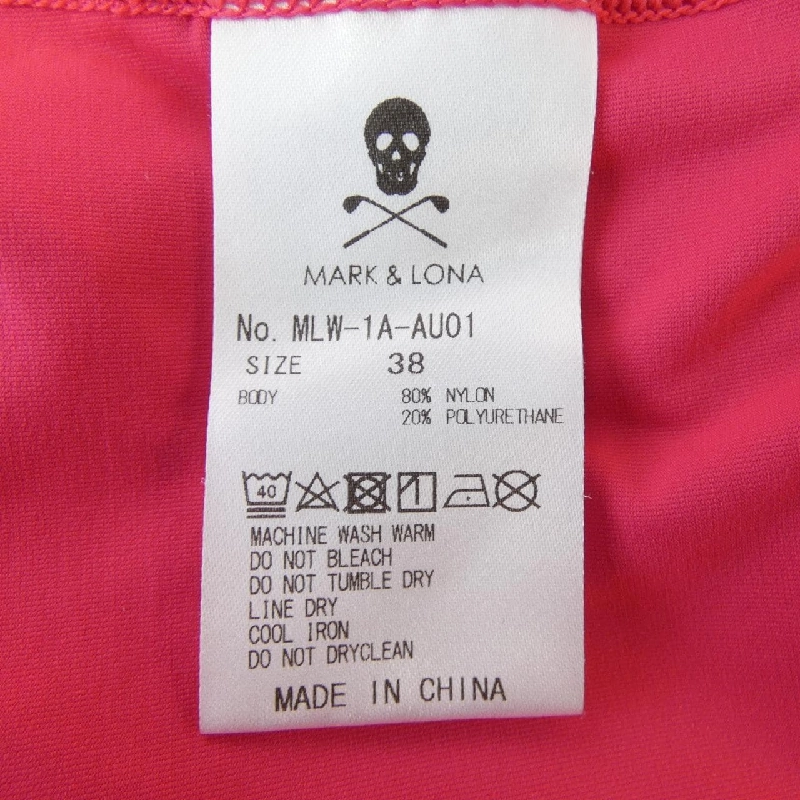 MARK & LONA
No. MLW-1A-AU01
SIZE 38
BODY 80% NYLON
20% POLYURETHANE
40
MACHINE WASH WARM
DO NOT BLEACH
DO NOT TUMBLE DRY
LINE DRY
COOL IRON
DO NOT DRYCLEAN
MADE IN CHINA